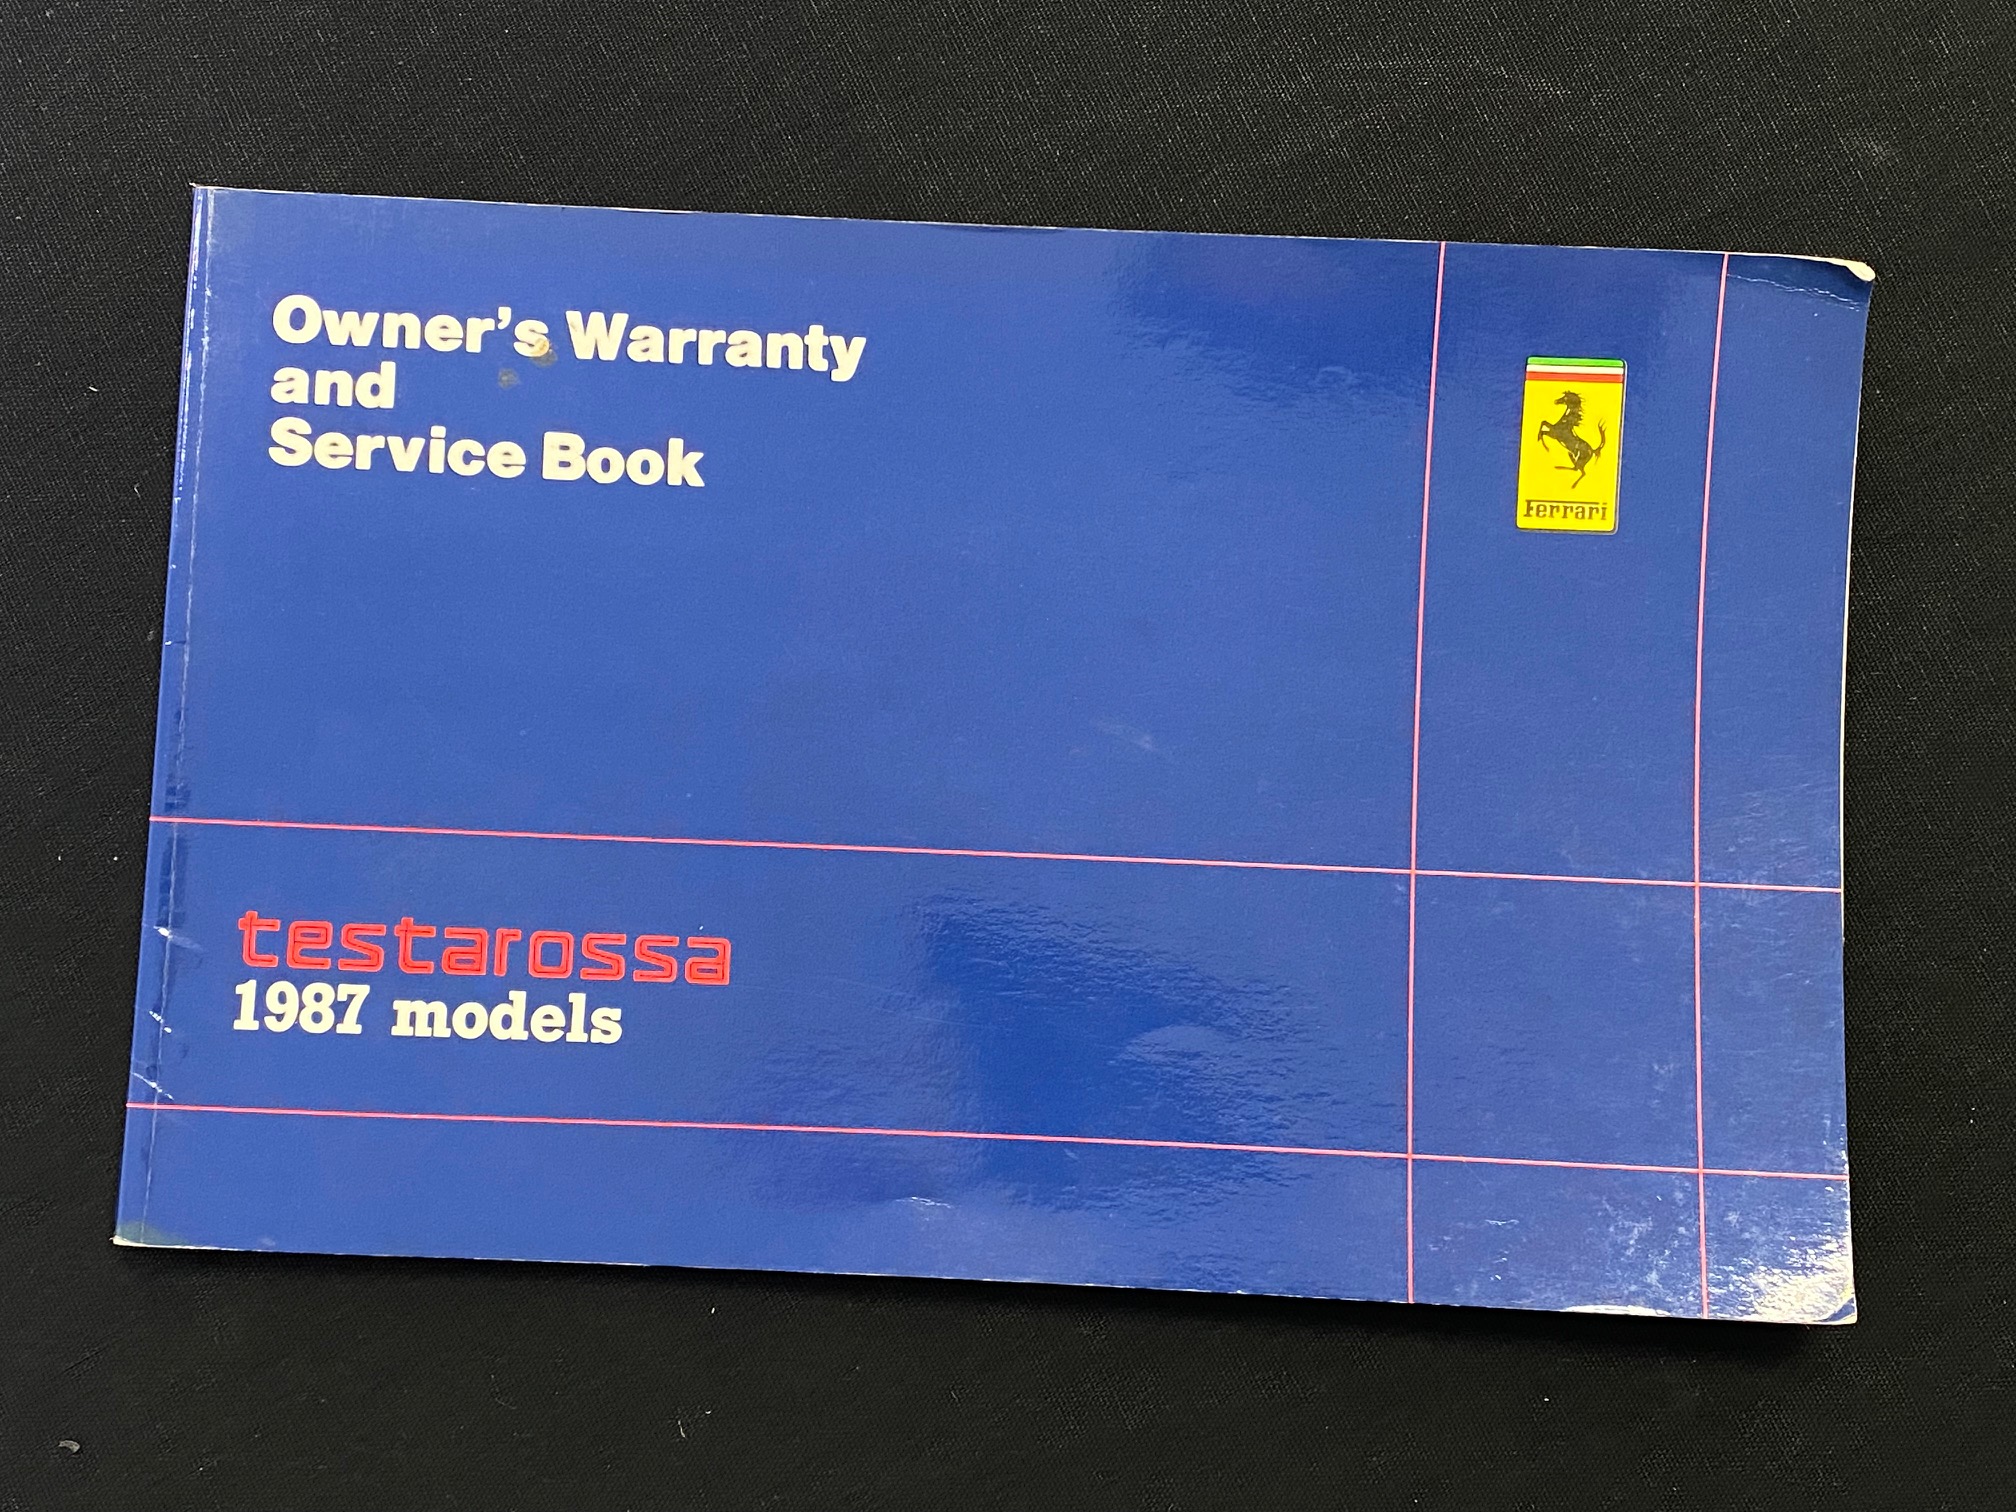 Owner's Warranty
and
Service Book
Ferrari
testarossa
1987 models